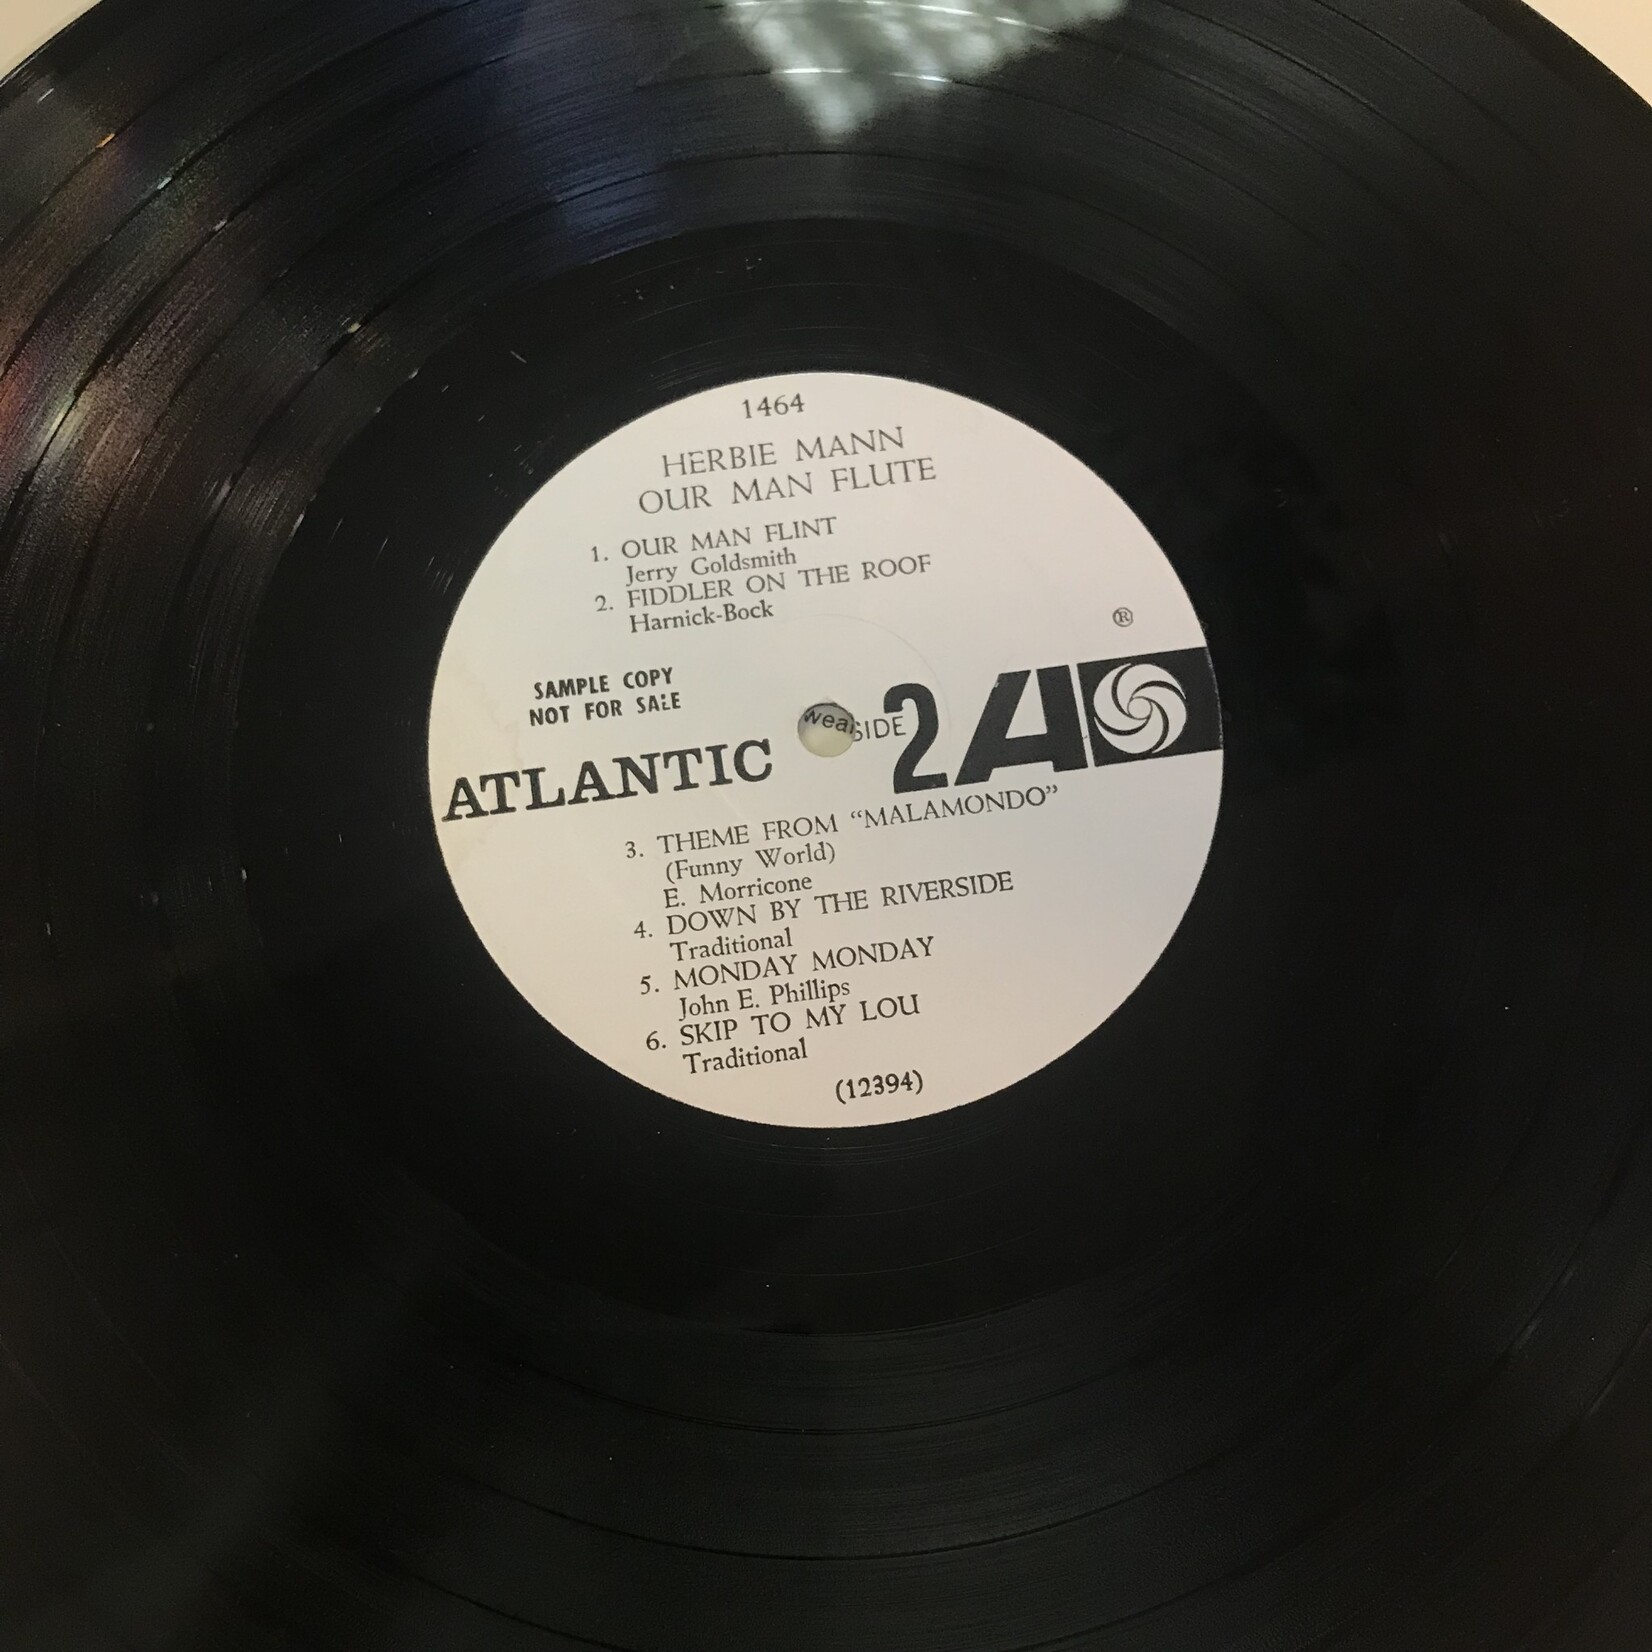 1464
HERBIE MANN
OUR MAN FLUTE
1. OUR MAN FLINT
Jerry Goldsmith
2. FIDDLER ON THE ROOF
Harnick-Bock
®
SAMPLE COPY
NOT FOR SALE
ATLANTIC
SIDE 2 A
3. THEME FROM “MALAMONDO”
(Funny World)
E. Morricone
4. DOWN BY THE RIVERSIDE
Traditional
5. MONDAY MONDAY
John E. Phillips
6. SKIP TO MY LOU
Traditional
(12394)